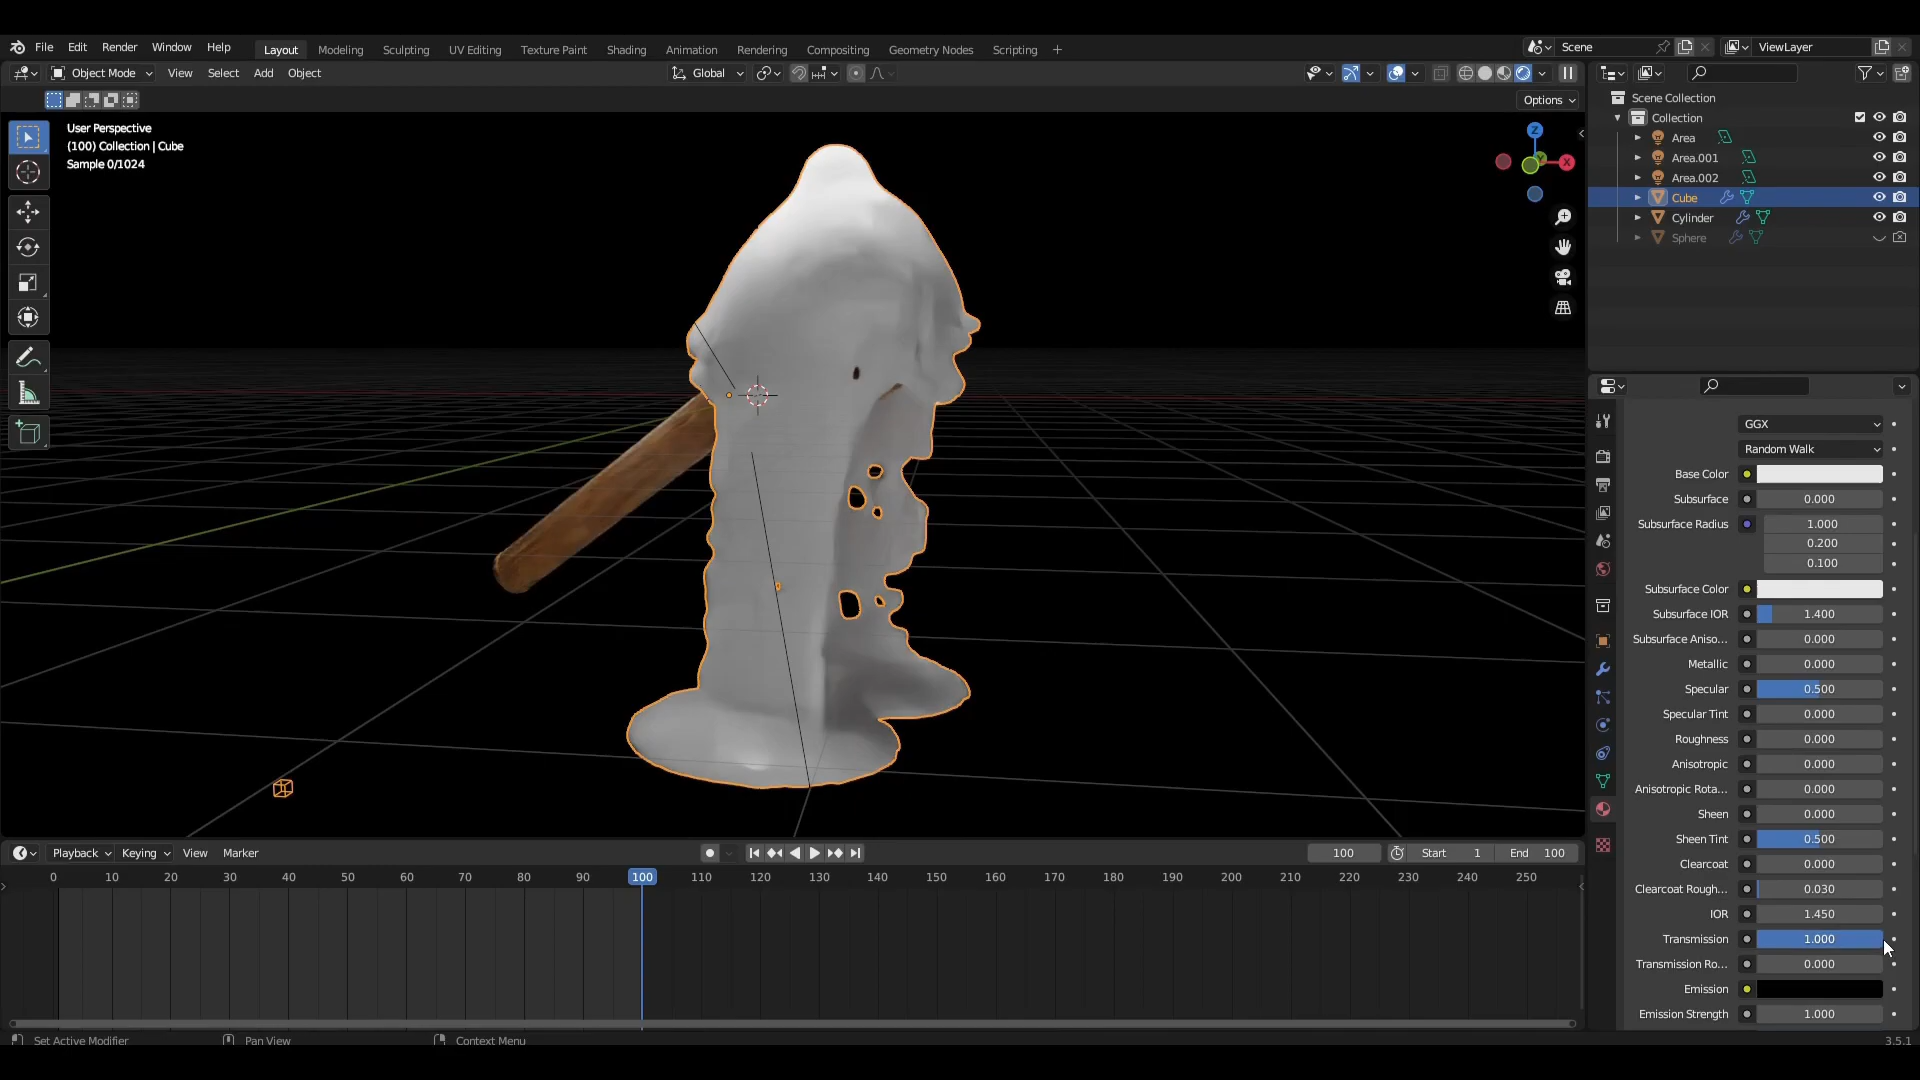 File Edit Render Window Help
Layout Modeling Sculpting UV Editing Texture Paint Shading Animation Rendering Compositing Geometry Nodes Scripting +
Scene
ViewLayer
Object Mode View Select Add Object
Global
Options
User Perspective
(100) Collection | Cube
Sample 0/1024
Z
Y
X
Scene Collection
Collection
Area
Area.001
Area.002
Cube
Cylinder
Sphere
GGX
Random Walk
Base Color
Subsurface 0.000
Subsurface Radius 1.000
0.200
0.100
Subsurface Color
Subsurface IOR 1.400
Subsurface Aniso... 0.000
Metallic 0.000
Specular 0.500
Specular Tint 0.000
Roughness 0.000
Anisotropic 0.000
Anisotropic Rota... 0.000
Sheen 0.000
Sheen Tint 0.500
Clearcoat 0.000
Clearcoat Rough... 0.030
IOR 1.450
Transmission 1.000
Transmission Ro... 0.000
Emission
Emission Strength 1.000
Playback Keying View Marker
100 Start 1 End 100
0 10 20 30 40 50 60 70 80 90 100 110 120 130 140 150 160 170 180 190 200 210 220 230 240 250
Set Active Modifier Pan View Context Menu
3.5.1